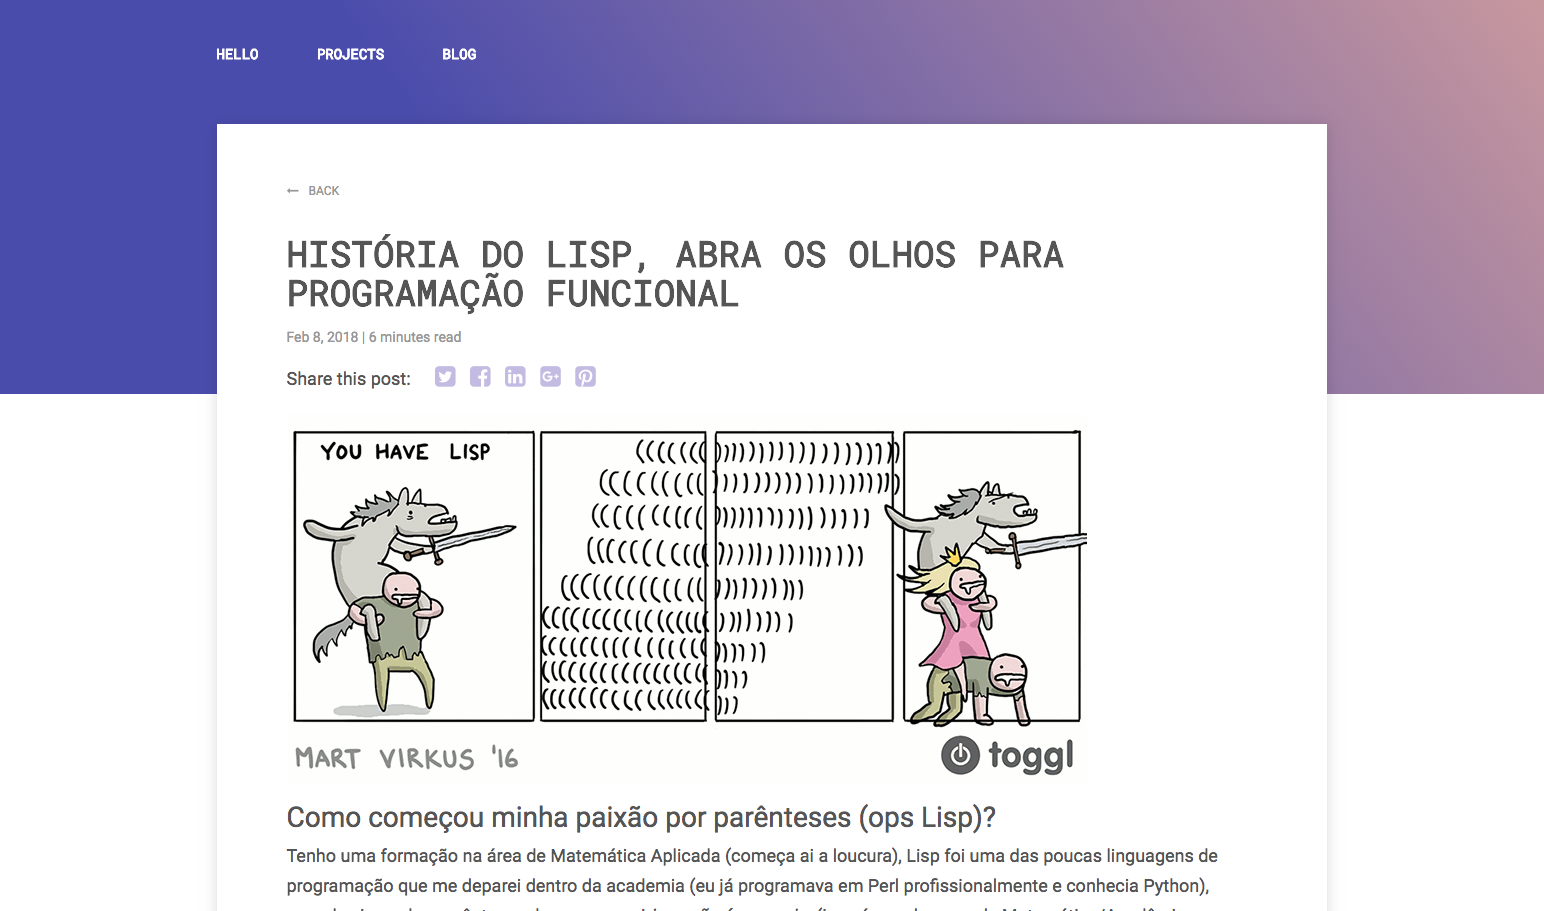 HELLO PROJECTS BLOG
← BACK
HISTÓRIA DO LISP, ABRA OS OLHOS PARA
PROGRAMAÇÃO FUNCIONAL
Feb 8, 2018 | 6 minutes read
Share this post:
YOU HAVE LISP
MART VIRKUS '16
toggl
Como começou minha paixão por parênteses (ops Lisp)?
Tenho uma formação na área de Matemática Aplicada (começa ai a loucura), Lisp foi uma das poucas linguagens de
programação que me deparei dentro da academia (eu já programava em Perl profissionalmente e conhecia Python),